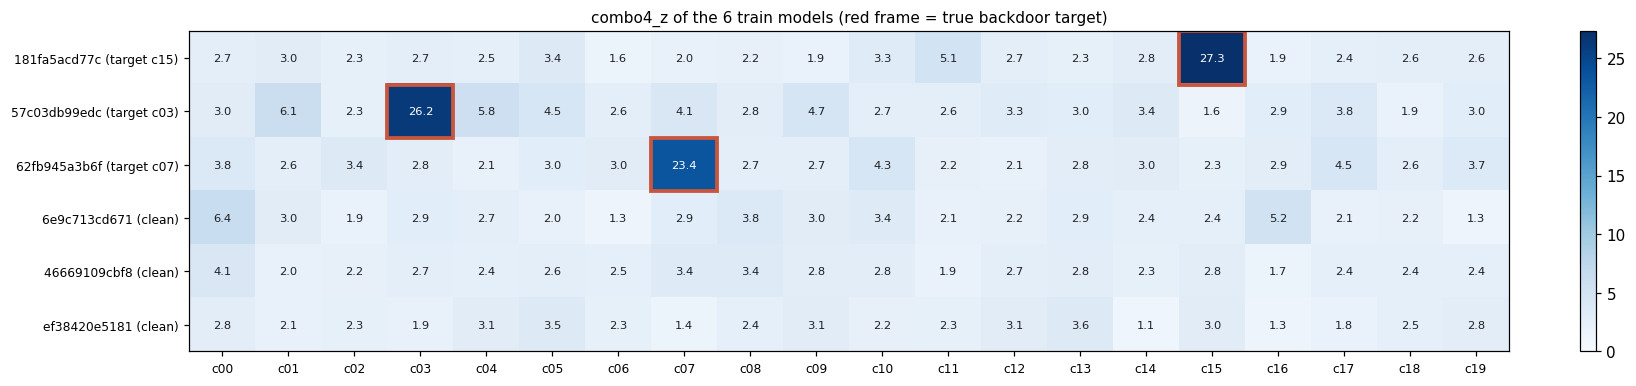 combo4_z of the 6 train models (red frame = true backdoor target)
181fa5acd77c (target c15) 2.7 3.0 2.3 2.7 2.5 3.4 1.6 2.0 2.2 1.9 3.3 5.1 2.7 2.3 2.8 27.3 1.9 2.4 2.6 2.6
57c03db99edc (target c03) 3.0 6.1 2.3 26.2 5.8 4.5 2.6 4.1 2.8 4.7 2.7 2.6 3.3 3.0 3.4 1.6 2.9 3.8 1.9 3.0
62fb945a3b6f (target c07) 3.8 2.6 3.4 2.8 2.1 3.0 3.0 23.4 2.7 2.7 4.3 2.2 2.1 2.8 3.0 2.3 2.9 4.5 2.6 3.7
6e9c713cd671 (clean) 6.4 3.0 1.9 2.9 2.7 2.0 1.3 2.9 3.8 3.0 3.4 2.1 2.2 2.9 2.4 2.4 5.2 2.1 2.2 1.3
46669109cbf8 (clean) 4.1 2.0 2.2 2.7 2.4 2.6 2.5 3.4 3.4 2.8 2.8 1.9 2.7 2.8 2.3 2.8 1.7 2.4 2.4 2.4
ef38420e5181 (clean) 2.8 2.1 2.3 1.9 3.1 3.5 2.3 1.4 2.4 3.1 2.2 2.3 3.1 3.6 1.1 3.0 1.3 1.8 2.5 2.8
c00 c01 c02 c03 c04 c05 c06 c07 c08 c09 c10 c11 c12 c13 c14 c15 c16 c17 c18 c19
25
20
15
10
5
0